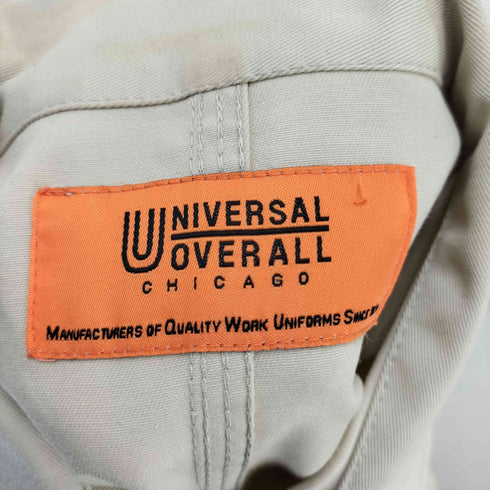 UNIVERSAL
OVERALL
CHICAGO
MANUFACTURERS OF QUALITY WORK UNIFORMS SINCE